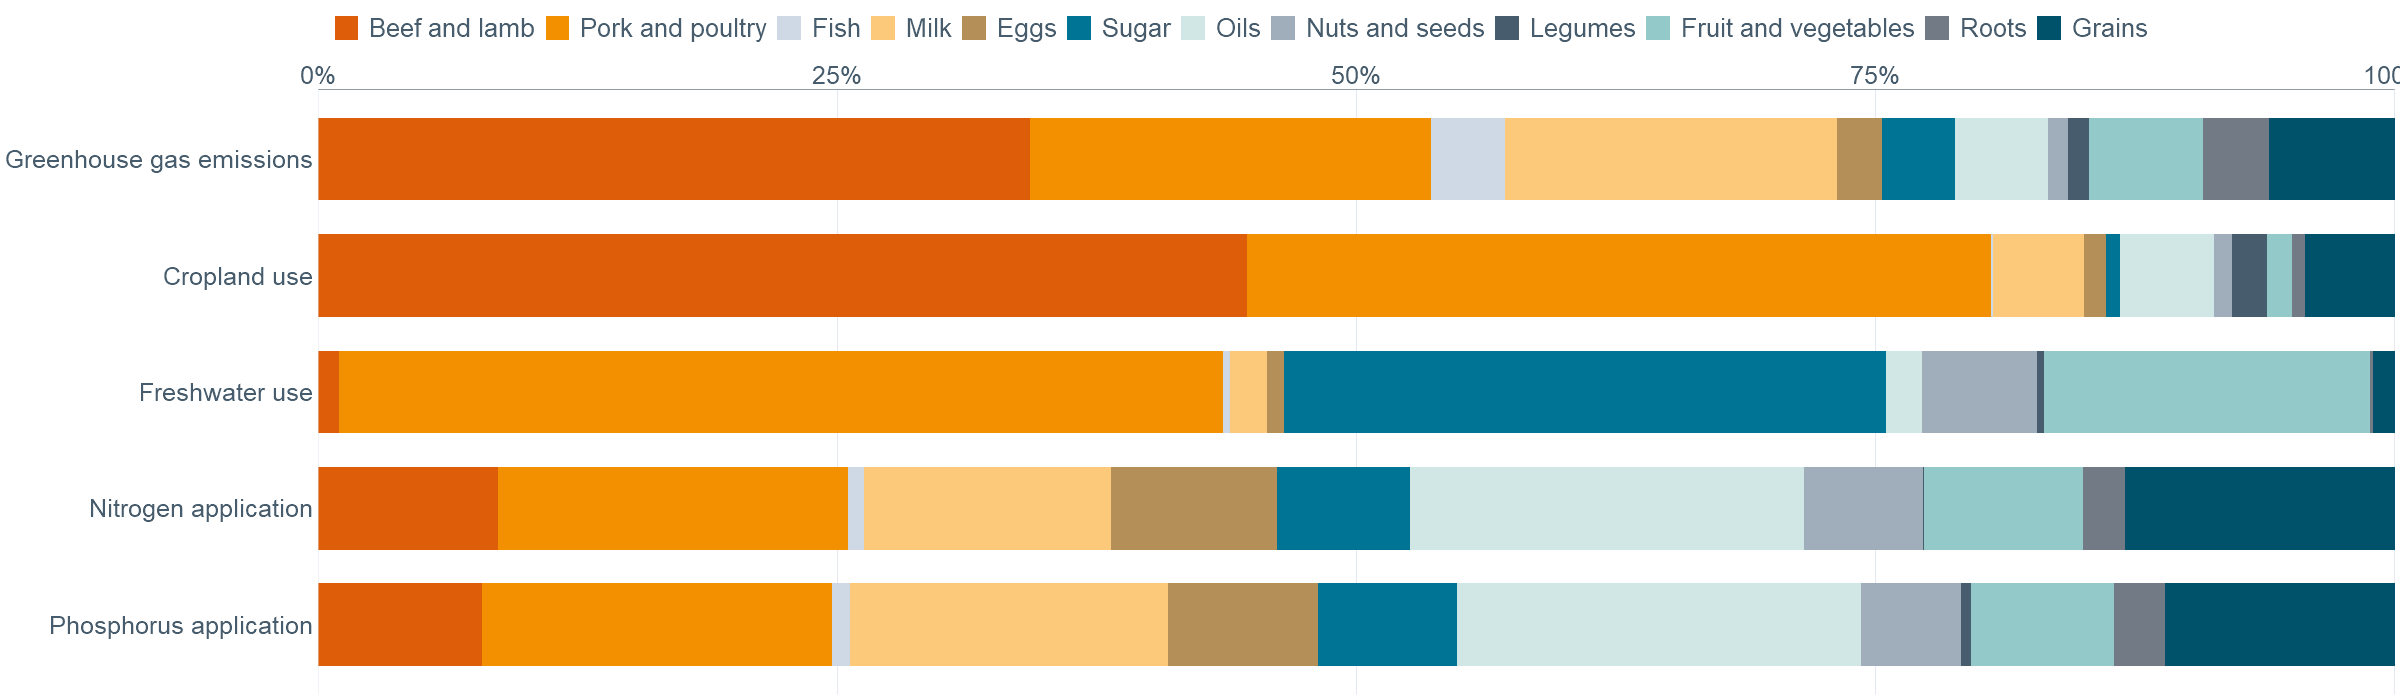 Beef and lamb Pork and poultry Fish Milk Eggs Sugar Oils Nuts and seeds Legumes Fruit and vegetables Roots Grains
0% 25% 50% 75% 100
Greenhouse gas emissions
Cropland use
Freshwater use
Nitrogen application
Phosphorus application